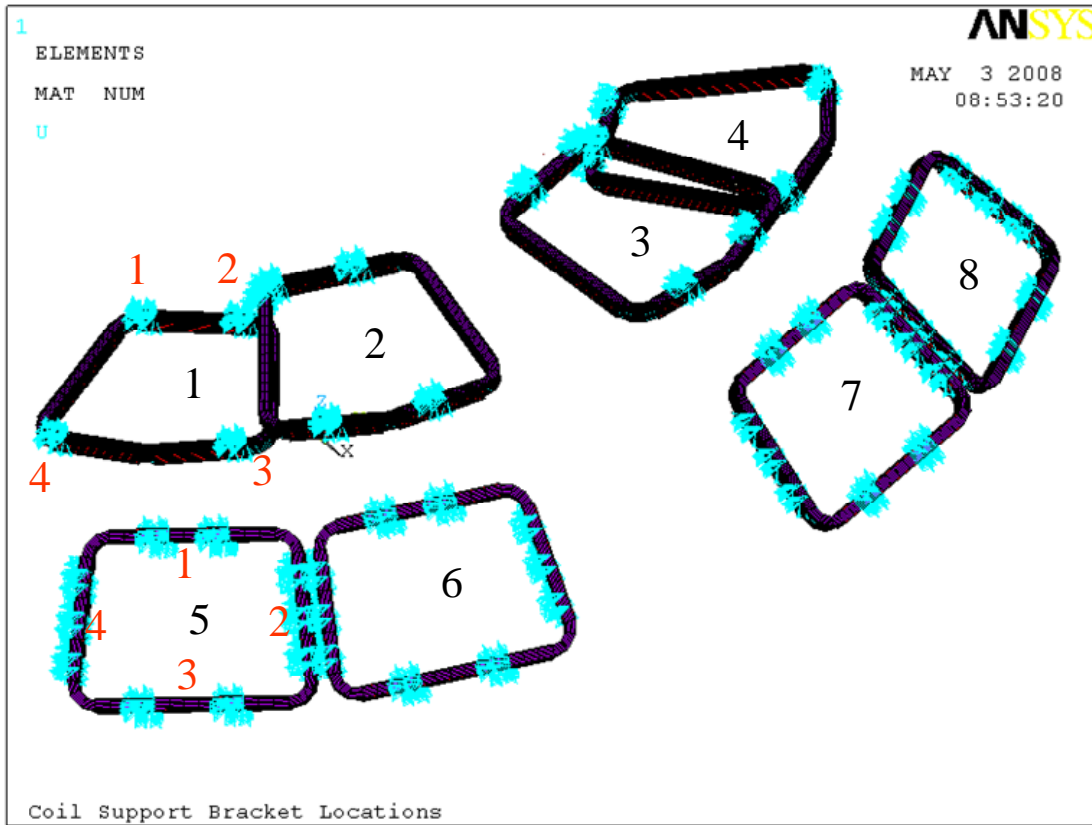 1
ANSYS
ELEMENTS
MAT NUM
U
MAY 3 2008
08:53:20
4
3
8
7
1
2
2
1
4
3
Z
X
1
4
5
2
3
6
Coil Support Bracket Locations